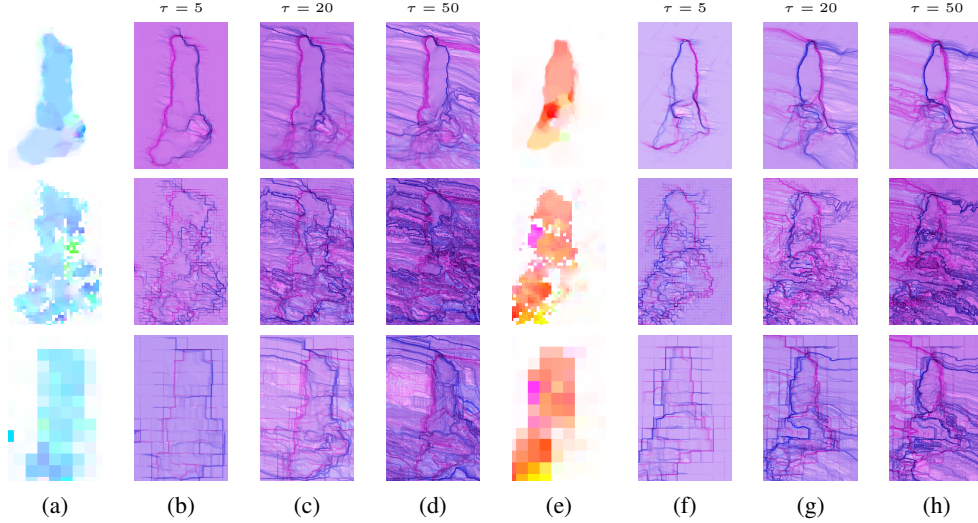 τ = 5 τ = 20 τ = 50 τ = 5 τ = 20 τ = 50
(a) (b) (c) (d) (e) (f) (g) (h)